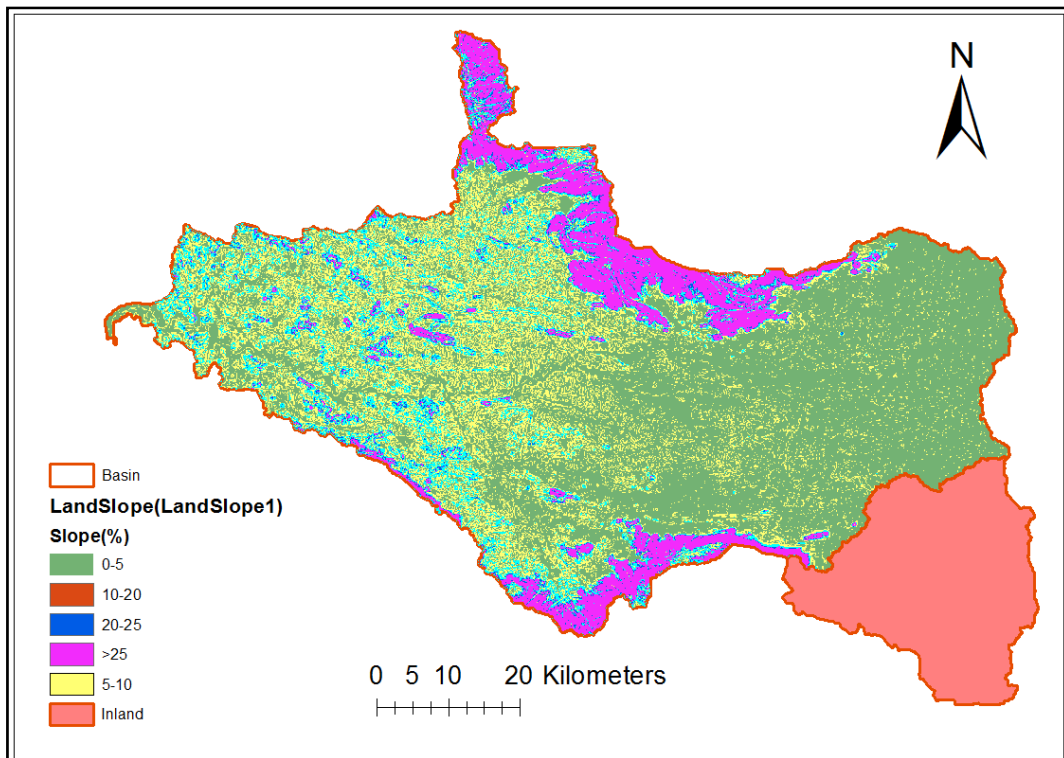 N
Basin
LandSlope(LandSlope1)
Slope(%)
0-5
10-20
20-25
>25
5-10
Inland
0 5 10 20 Kilometers